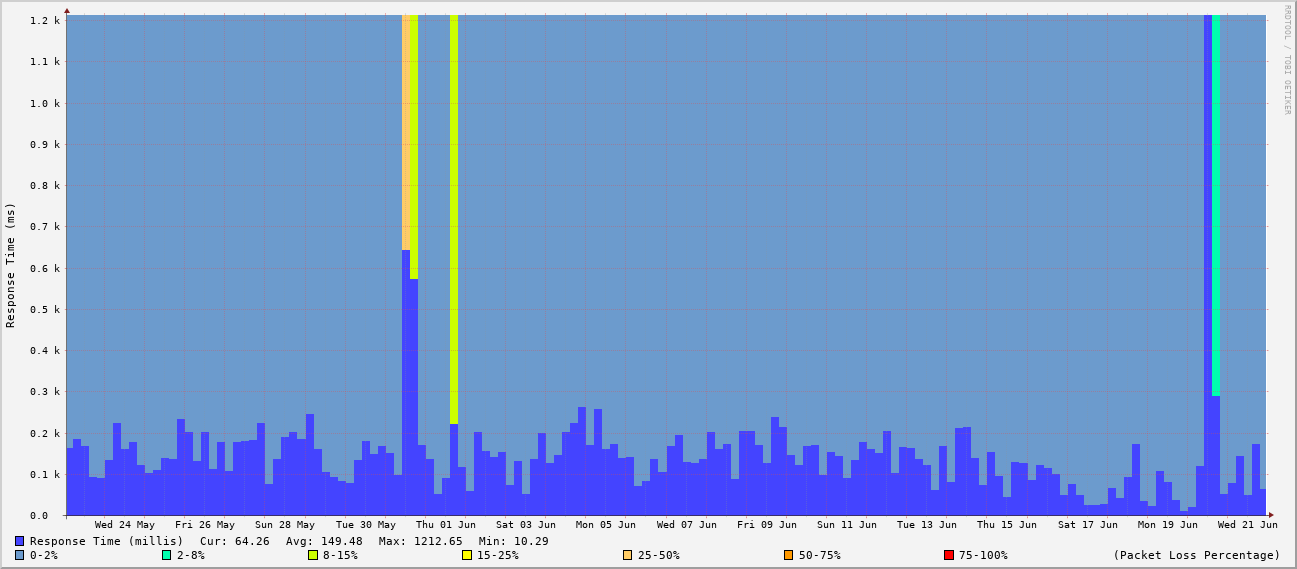 1.2 k
1.1 k
1.0 k
0.9 k
0.8 k
0.7 k
0.6 k
0.5 k
0.4 k
0.3 k
0.2 k
0.1 k
0.0
Response Time (ms)
RRDTOOL / TOBI OETIKER
Wed 24 May Fri 26 May Sun 28 May Tue 30 May Thu 01 Jun Sat 03 Jun Mon 05 Jun Wed 07 Jun Fri 09 Jun Sun 11 Jun Tue 13 Jun Thu 15 Jun Sat 17 Jun Mon 19 Jun Wed 21 Jun
Response Time (millis) Cur: 64.26 Avg: 149.48 Max: 1212.65 Min: 10.29
0-2% 2-8% 8-15% 15-25% 25-50% 50-75% 75-100% (Packet Loss Percentage)